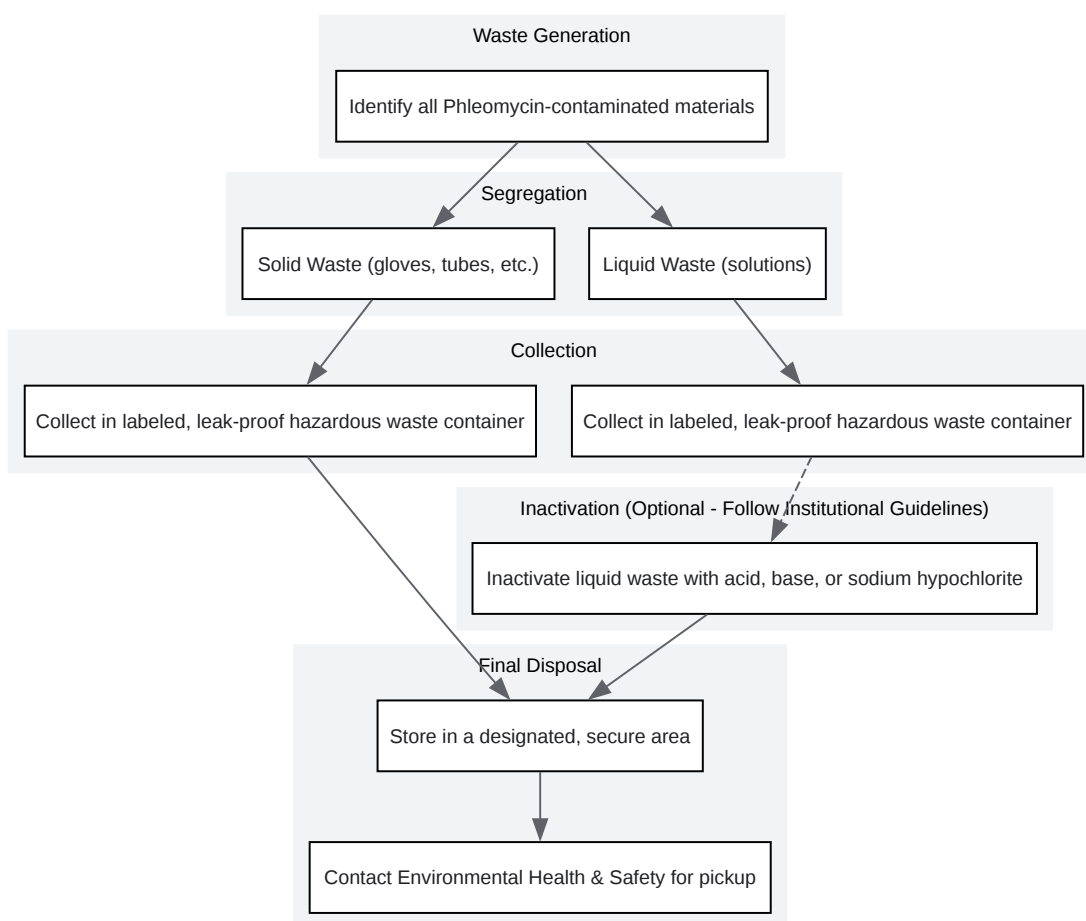 Waste Generation
Identify all Phleomycin-contaminated materials
Segregation
Solid Waste (gloves, tubes, etc.)
Liquid Waste (solutions)
Collection
Collect in labeled, leak-proof hazardous waste container
Collect in labeled, leak-proof hazardous waste container
Inactivation (Optional - Follow Institutional Guidelines)
Inactivate liquid waste with acid, base, or sodium hypochlorite
Final Disposal
Store in a designated, secure area
Contact Environmental Health & Safety for pickup